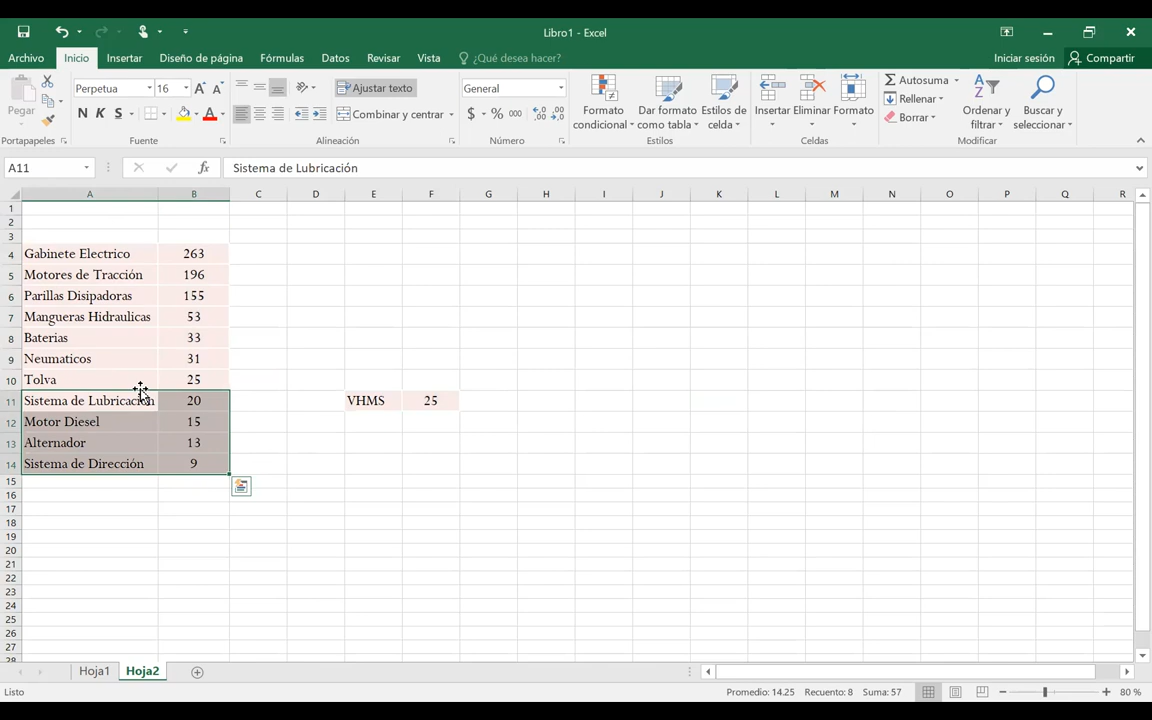 Libro1 - Excel
Archivo Inicio Insertar Diseño de página Fórmulas Datos Revisar Vista ¿Qué desea hacer? Iniciar sesión Compartir
Perpetua 16 Ajustar texto General Autosuma
Pegar Formato condicional Dar formato como tabla Estilos de celda Insertar Eliminar Formato Rellenar Ordenar y filtrar Buscar y seleccionar
N K S Combinar y centrar $ % 000 Borrar
Portapapeles Fuente Alineación Número Estilos Celdas Modificar
A11 fx Sistema de Lubricación
A B C D E F G H I J K L M N O P Q R
1
2
3
4 Gabinete Electrico 263
5 Motores de Tracción 196
6 Parillas Disipadoras 155
7 Mangueras Hidraulicas 53
8 Baterias 33
9 Neumaticos 31
10 Tolva 25
11 Sistema de Lubricación 20 VHMS 25
12 Motor Diesel 15
13 Alternador 13
14 Sistema de Dirección 9
15
16
17
18
19
20
21
22
23
24
25
26
27
28
Hoja1 Hoja2
Listo Promedio: 14.25 Recuento: 8 Suma: 57 80 %